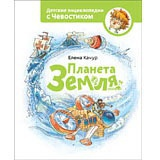 Детские энциклопедии
с Чевостиком
Елена Качур
Планета
Земля